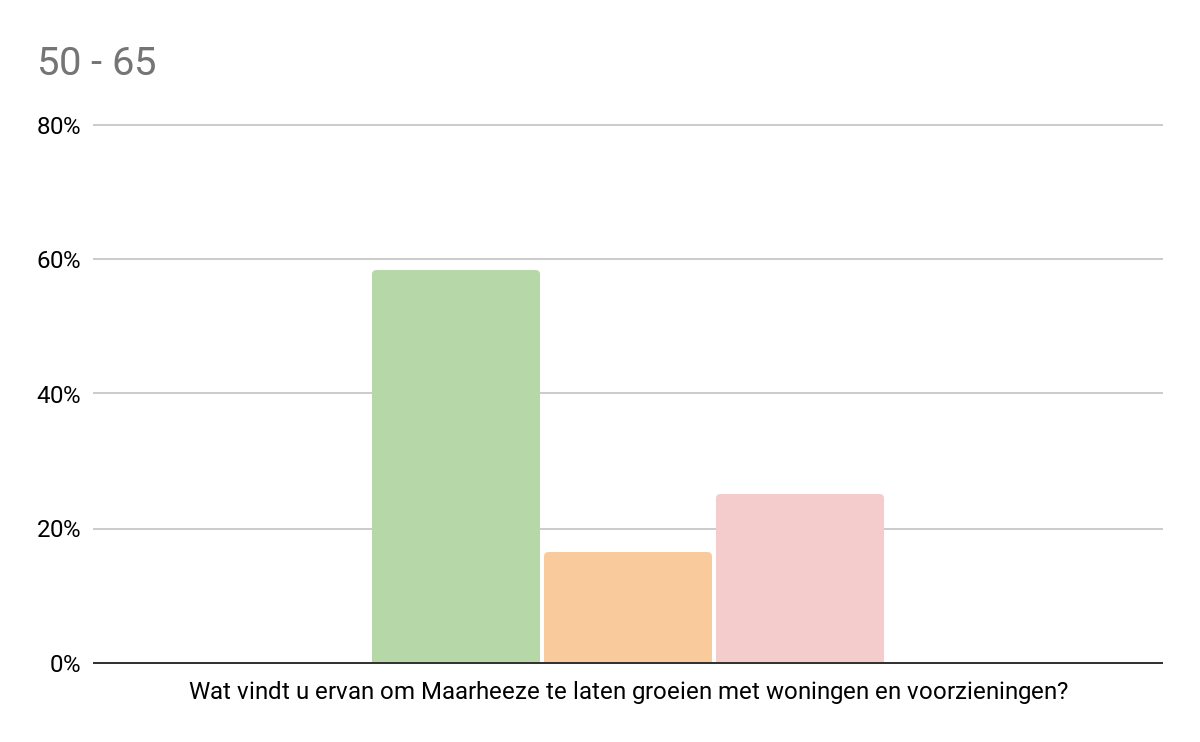 50 - 65
80%
60%
40%
20%
0%
Wat vindt u ervan om Maarheeze te laten groeien met woningen en voorzieningen?